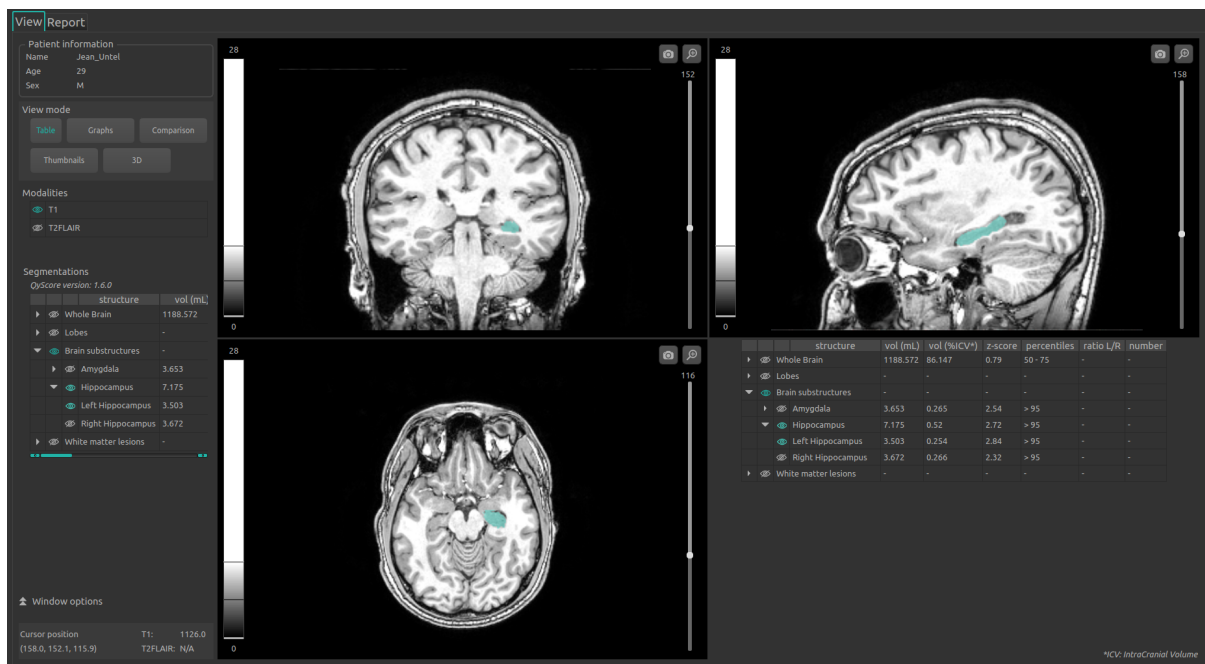 View Report
Patient information
Name Jean_Untel
Age 29
Sex M
View mode
Table Graphs Comparison
Thumbnails 3D
Modalities
T1
T2FLAIR
Segmentations
QyScore version: 1.6.0
structure vol (mL)
Whole Brain 1188.572
Lobes -
Brain substructures -
Amygdala 3.653
Hippocampus 7.175
Left Hippocampus 3.503
Right Hippocampus 3.672
White matter lesions -
Window options
Cursor position T1: 1126.0
(158.0, 152.1, 115.9) T2FLAIR: N/A
28
152
0
28
158
0
28
116
0
structure vol (mL) vol (%ICV*) z-score percentiles ratio L/R number
Whole Brain 1188.572 86.147 0.79 50 - 75 - -
Lobes - - - - - -
Brain substructures - - - - - -
Amygdala 3.653 0.265 2.54 > 95 - -
Hippocampus 7.175 0.52 2.72 > 95 - -
Left Hippocampus 3.503 0.254 2.84 > 95 - -
Right Hippocampus 3.672 0.266 2.32 > 95 - -
White matter lesions - - - - - -
*ICV: IntraCranial Volume